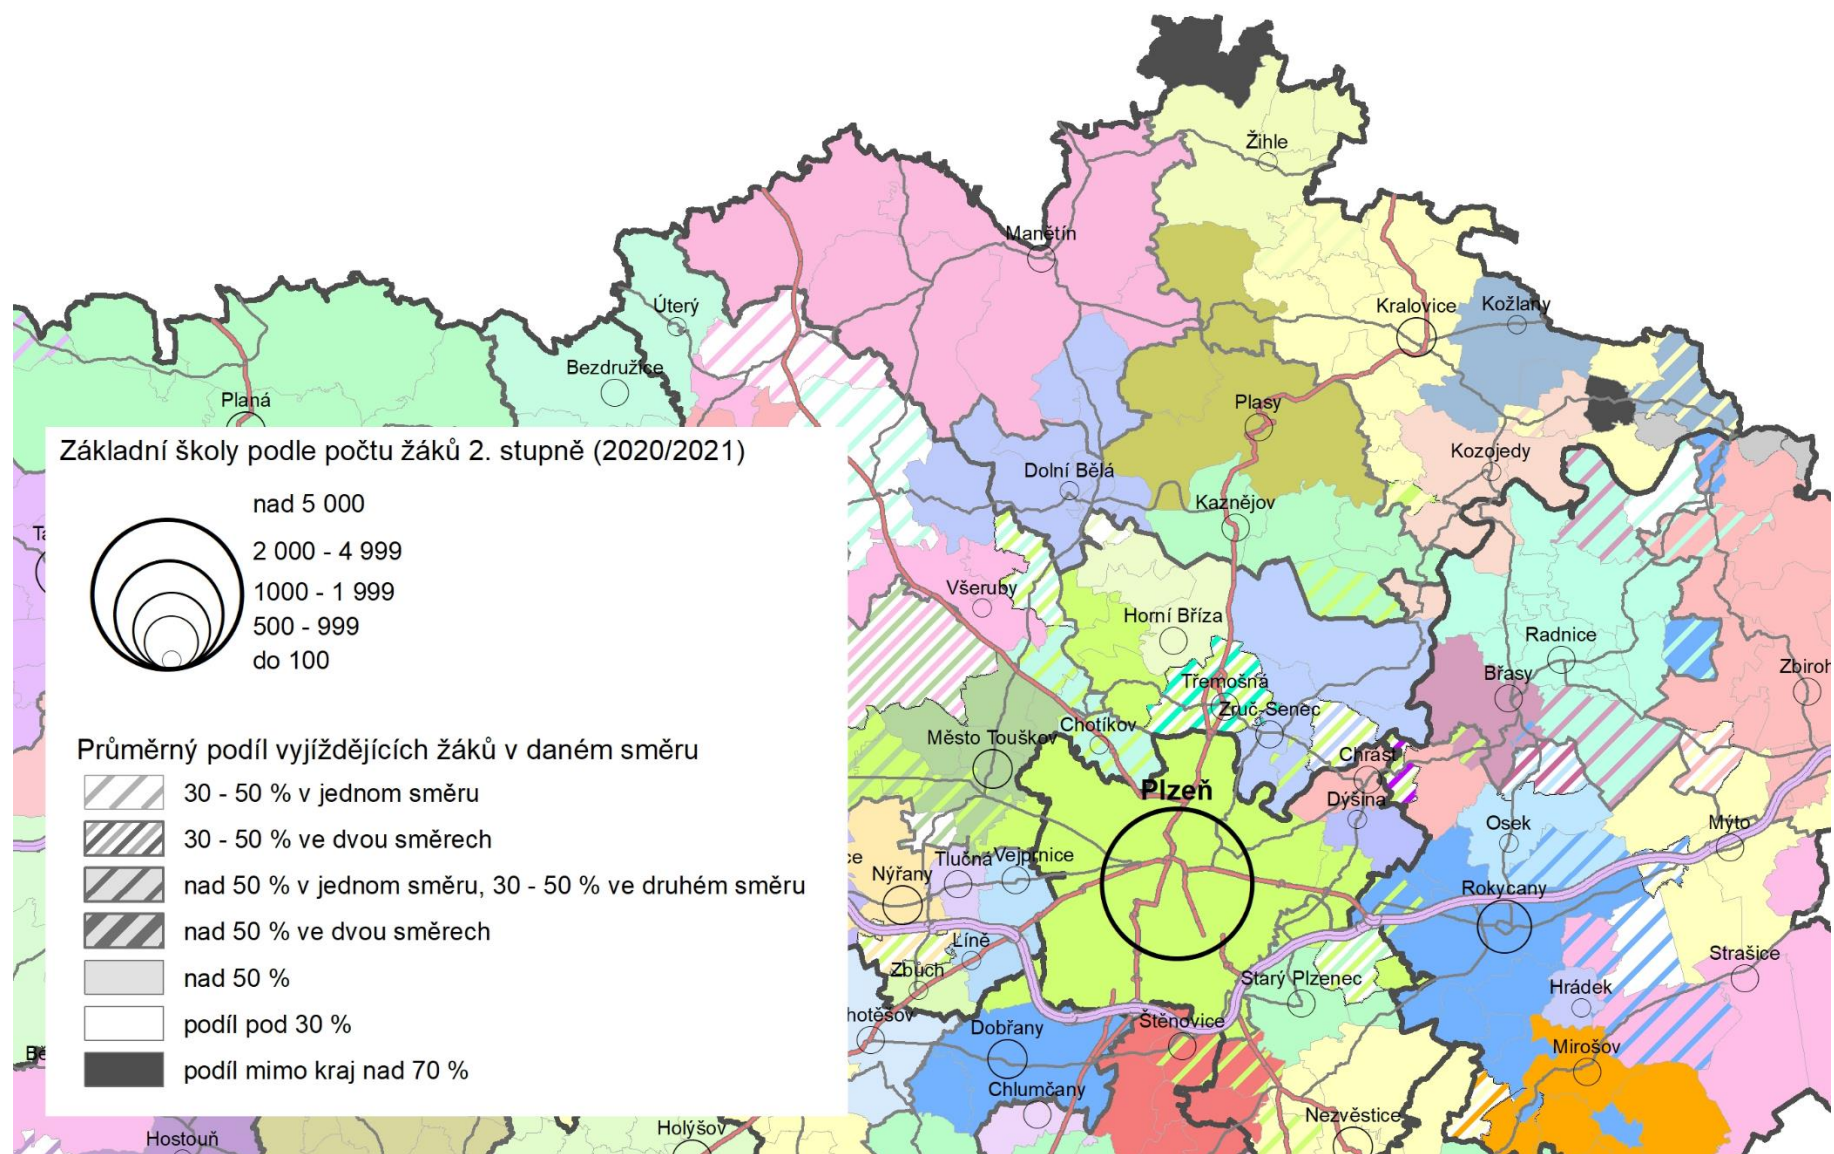 Žihle
Manětín
Úterý
Kralovice
Kožlany
Bezdružice
Planá
Plasy
Základní školy podle počtu žáků 2. stupně (2020/2021)
nad 5 000
2 000 - 4 999
1000 - 1 999
500 - 999
do 100
Průměrný podíl vyjíždějících žáků v daném směru
30 - 50 % v jednom směru
30 - 50 % ve dvou směrech
nad 50 % v jednom směru, 30 - 50 % ve druhém směru
nad 50 % ve dvou směrech
nad 50 %
podíl pod 30 %
podíl mimo kraj nad 70 %
Kozojedy
Dolní Bělá
Kaznějov
Všeruby
Horní Bříza
Radnice
Břasy
Zbiroh
Třemošná
Zruč-Senec
Chotíkov
Město Touškov
Chrást
Plzeň
Dýšina
Osek
Mýto
Tlučná
Vejprnice
Nýřany
Rokycany
Líně
Zbůch
Starý Plzenec
Strašice
Hrádek
hotěšov
Dobřany
Štěnovice
Mirošov
Chlumčany
Nezvěstice
Hostouň
Holýšov
Ta
ce